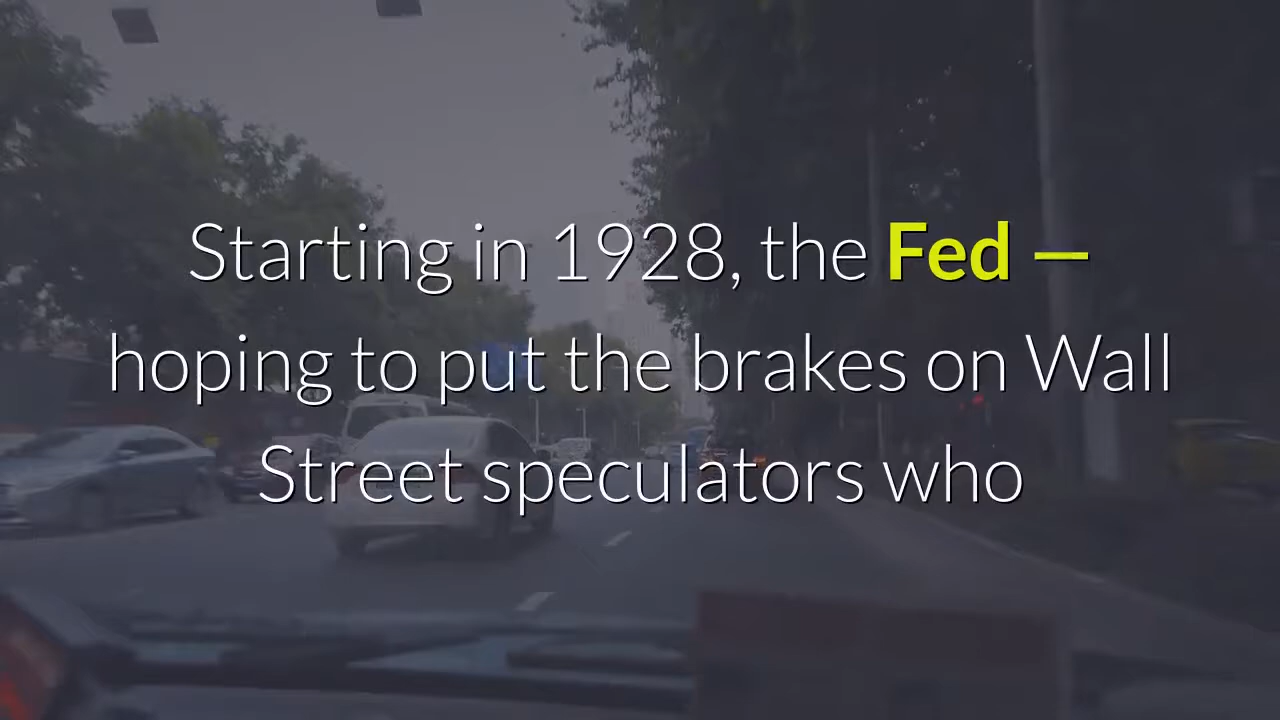 Starting in 1928, the Fed —
hoping to put the brakes on Wall
Street speculators who